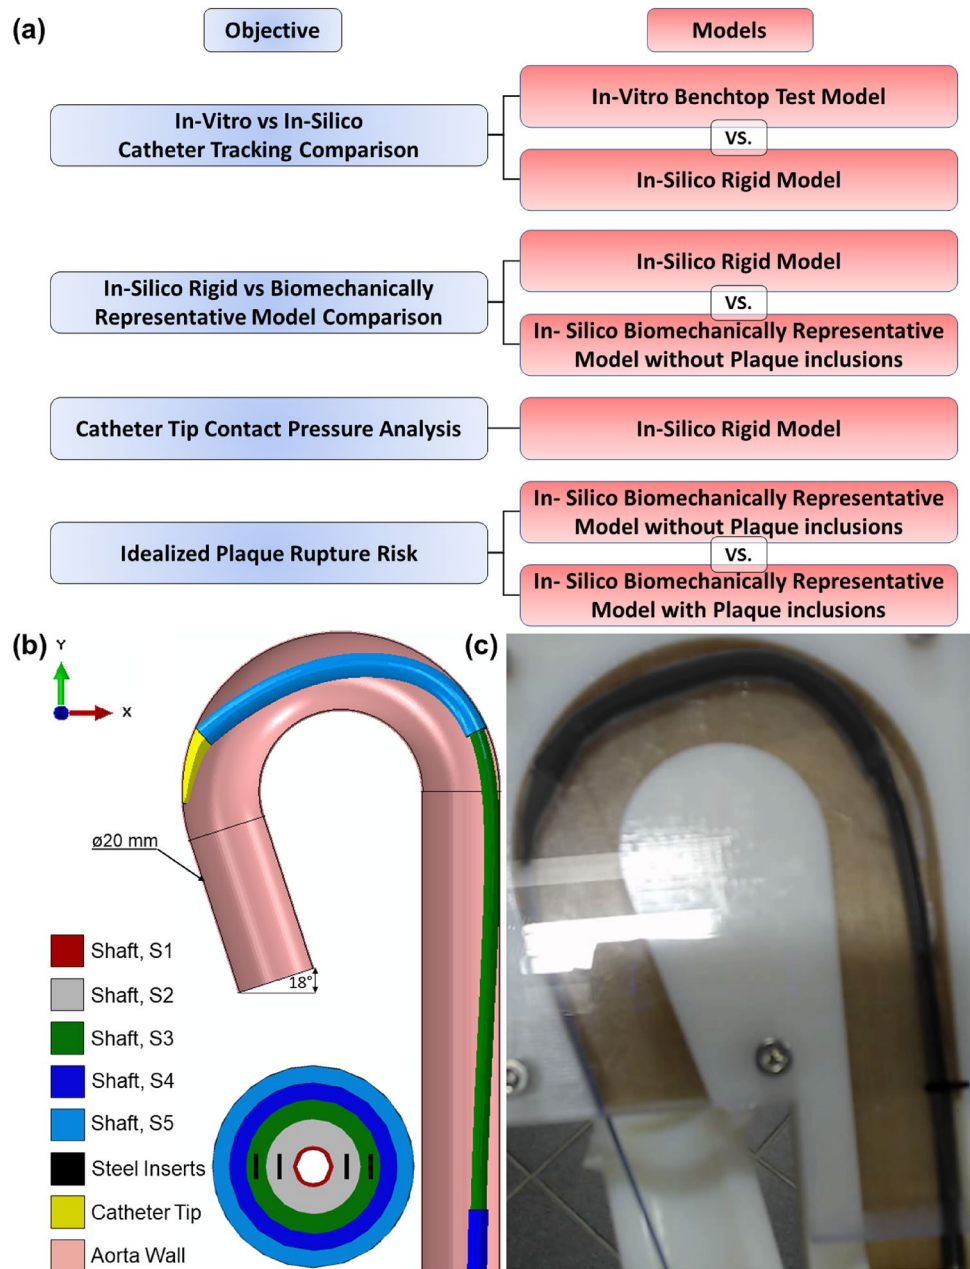 (a)
Objective
Models
In-Vitro vs In-Silico
Catheter Tracking Comparison
In-Vitro Benchtop Test Model
VS.
In-Silico Rigid Model
In-Silico Rigid vs Biomechanically
Representative Model Comparison
In-Silico Rigid Model
VS.
In- Silico Biomechanically Representative
Model without Plaque inclusions
Catheter Tip Contact Pressure Analysis
In-Silico Rigid Model
Idealized Plaque Rupture Risk
In- Silico Biomechanically Representative
Model without Plaque inclusions
VS.
In- Silico Biomechanically Representative
Model with Plaque inclusions
(b)
Y
X
Z
ø20 mm
18°
Shaft, S1
Shaft, S2
Shaft, S3
Shaft, S4
Shaft, S5
Steel Inserts
Catheter Tip
Aorta Wall
(c)